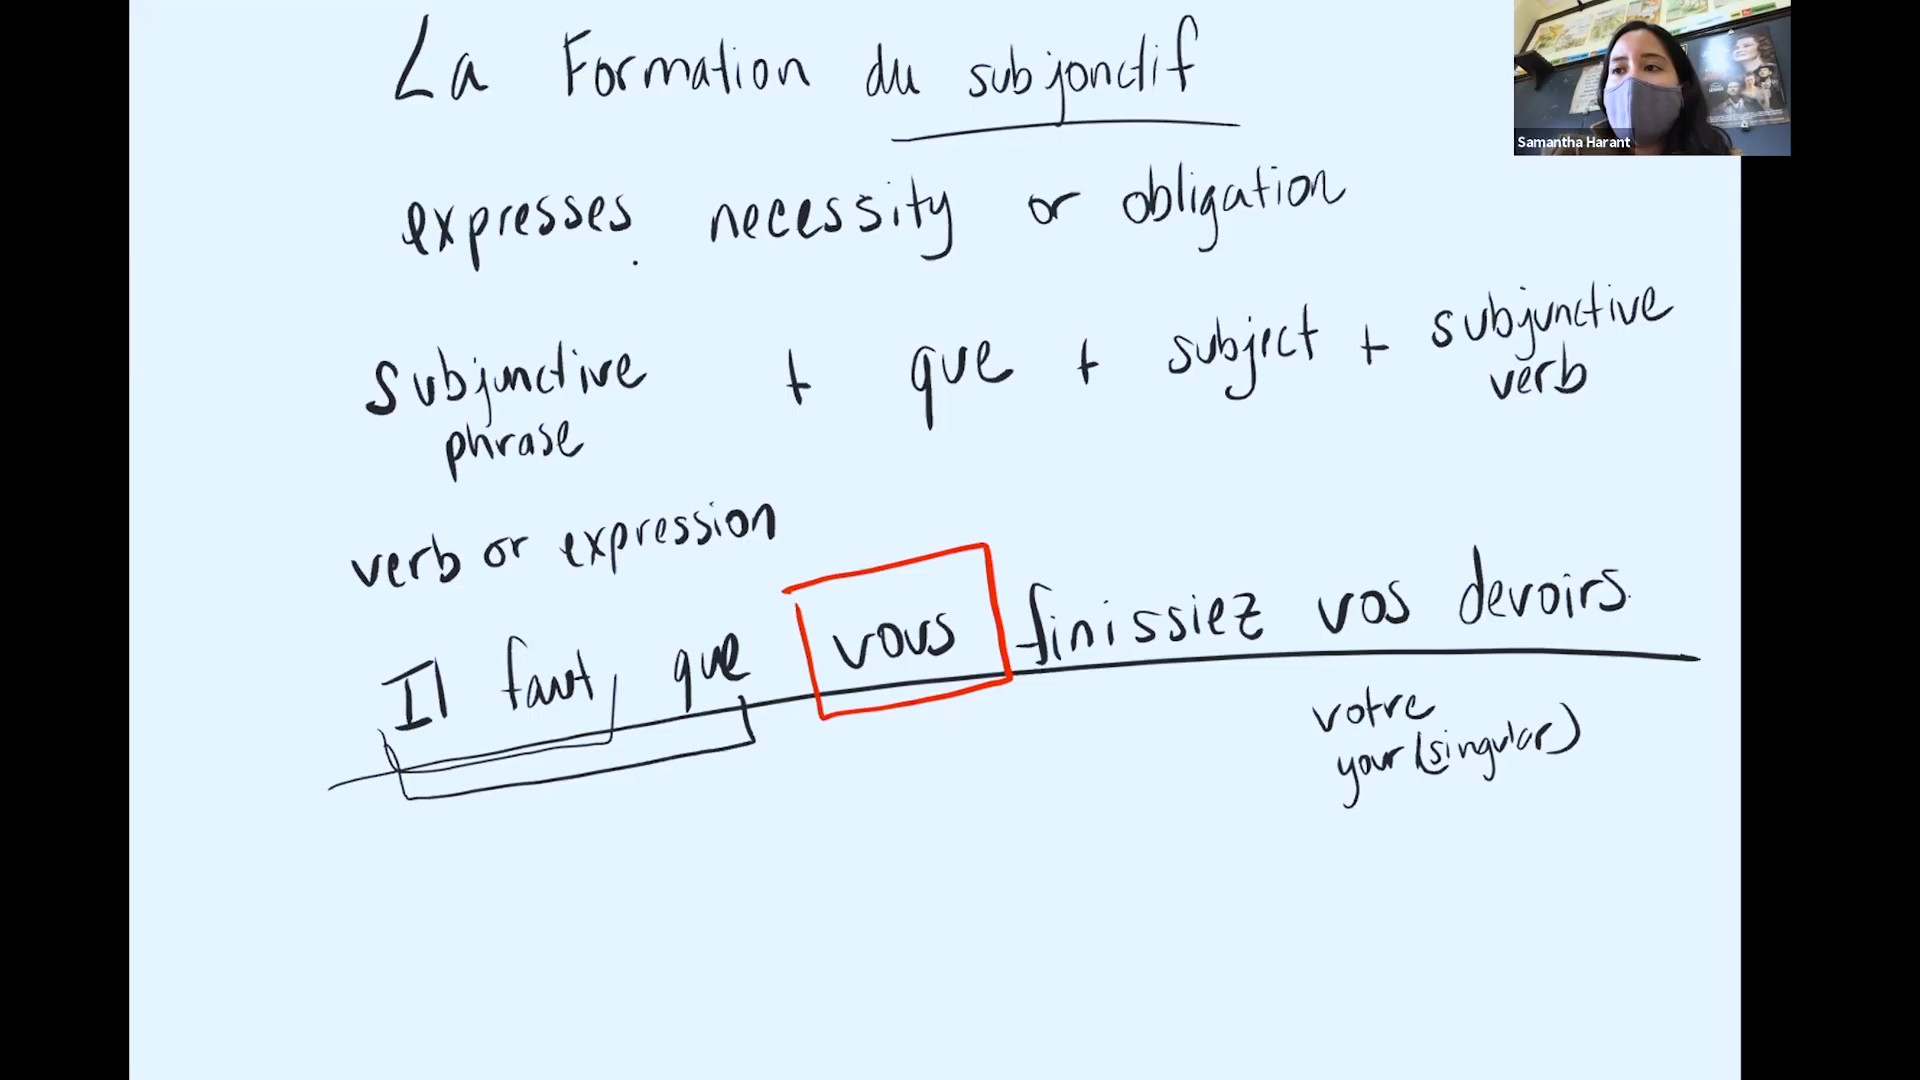 La Formation du subjonctif
Samantha Harant
expresses necessity or obligation
subjunctive phrase + que + subject + subjunctive verb
verb or expression
Il faut, que vous finissiez vos devoirs.
votre
your (singular)